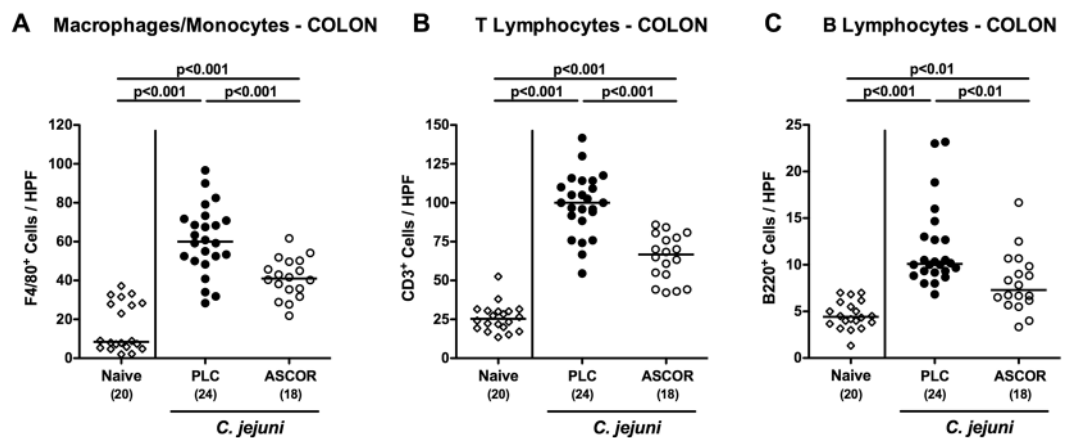 A Macrophages/Monocytes - COLON
p<0.001
p<0.001 p<0.001
F4/80+ Cells / HPF
120
100
80
60
40
20
0
Naive PLC ASCOR
(20) (24) (18)
C. jejuni
B T Lymphocytes - COLON
p<0.001
p<0.001 p<0.001
CD3+ Cells / HPF
150
125
100
75
50
25
0
Naive PLC ASCOR
(20) (24) (18)
C. jejuni
C B Lymphocytes - COLON
p<0.01
p<0.001 p<0.01
B220+ Cells / HPF
25
20
15
10
5
0
Naive PLC ASCOR
(20) (24) (18)
C. jejuni